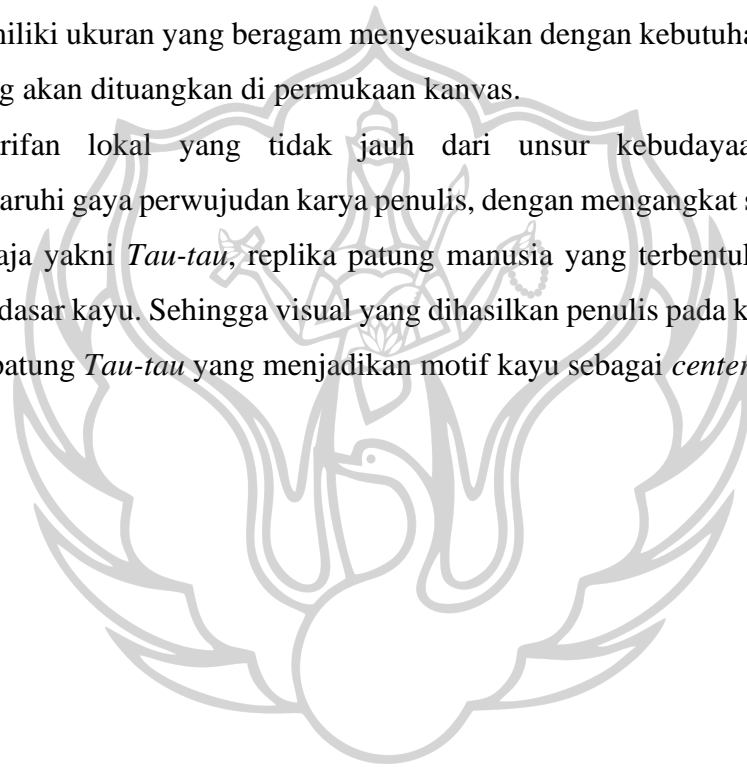 miliki ukuran yang beragam menyesuaikan dengan kebutuha
g akan dituangkan di permukaan kanvas.
rifan lokal yang tidak jauh dari unsur kebudayaa
aruhi gaya perwujudan karya penulis, dengan mengangkat s
aja yakni Tau-tau, replika patung manusia yang terbentul
dasar kayu. Sehingga visual yang dihasilkan penulis pada k
patung Tau-tau yang menjadikan motif kayu sebagai center